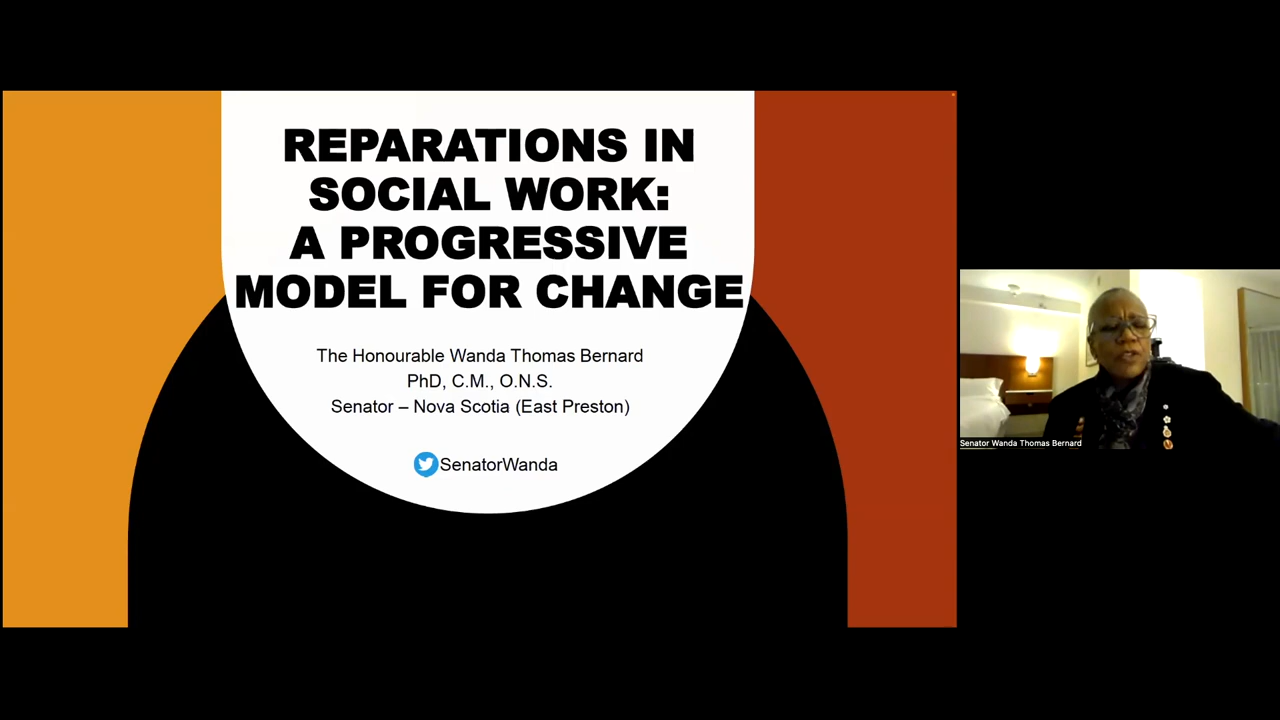 REPARATIONS IN
SOCIAL WORK:
A PROGRESSIVE
MODEL FOR CHANGE
The Honourable Wanda Thomas Bernard
PhD, C.M., O.N.S.
Senator – Nova Scotia (East Preston)
SenatorWanda
Senator Wanda Thomas Bernard